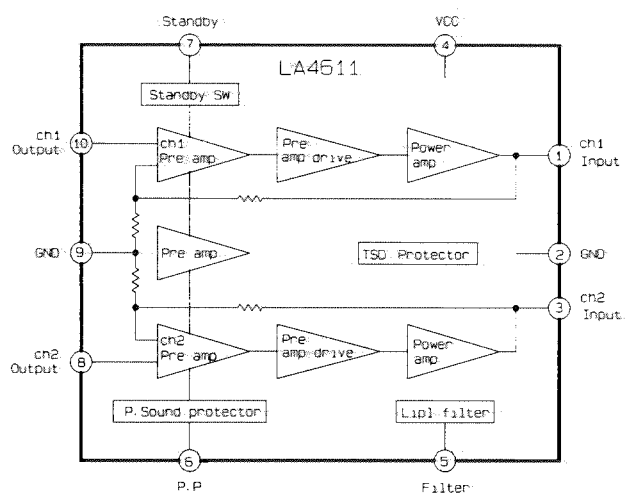 Standby
VCC
7
4
LA4611
Standby SW
ch1
Output
10
ch1
Pre amp
Pre
amp drive
Power
amp
1
ch1
Input
GND
9
Pre amp
TSD Protector
2
GND
3
ch2
Input
ch2
Output
8
ch2
Pre amp
Pre
amp drive
Power
amp
P. Sound protector
Lipl filter
6
5
P.P
Filter